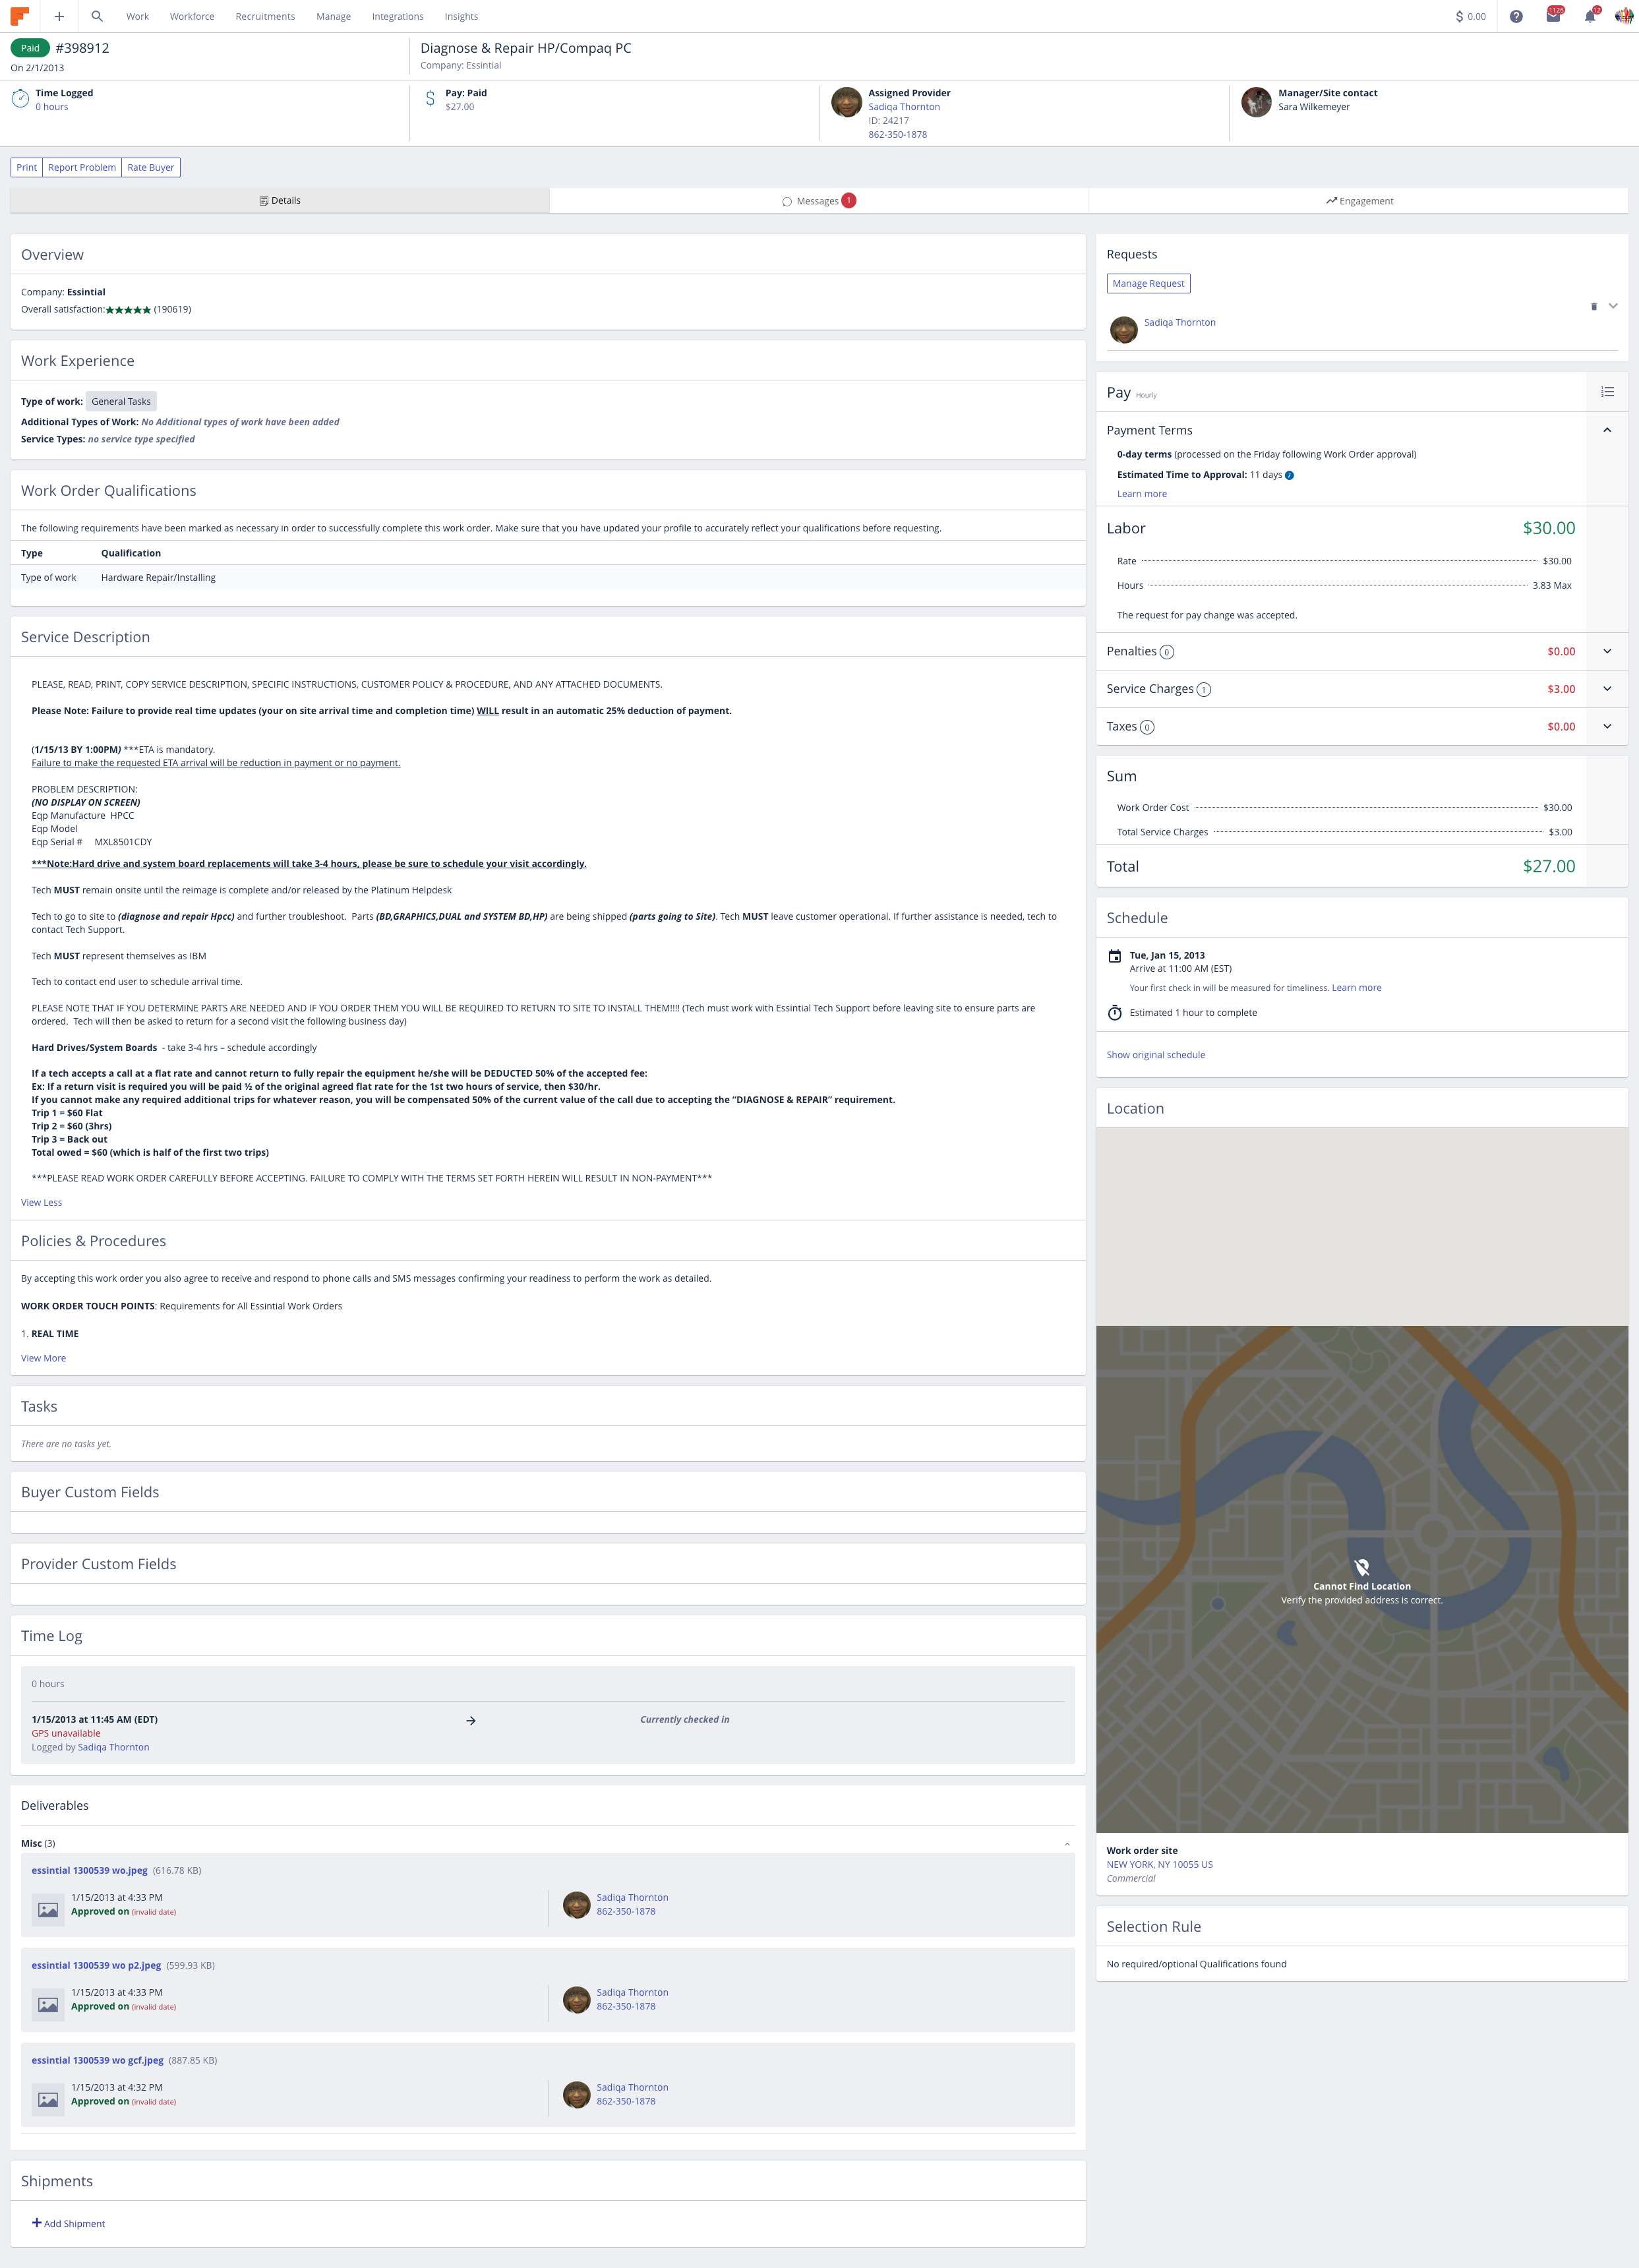 Work Workforce Recruitments Manage Integrations Insights
$ 0.00
1126
12
Paid #398912
On 2/1/2013
Diagnose & Repair HP/Compaq PC
Company: Essintial
Time Logged
0 hours
Pay: Paid
$27.00
Assigned Provider
Sadiqa Thornton
ID: 24217
862-350-1878
Manager/Site contact
Sara Wilkemeyer
Print Report Problem Rate Buyer
Details
Messages 1
Engagement
Overview
Company: Essintial
Overall satisfaction:★★★★★ (190619)
Work Experience
Type of work: General Tasks
Additional Types of Work: No Additional types of work have been added
Service Types: no service type specified
Work Order Qualifications
The following requirements have been marked as necessary in order to successfully complete this work order. Make sure that you have updated your profile to accurately reflect your qualifications before requesting.
Type Qualification
Type of work Hardware Repair/Installing
Service Description
PLEASE, READ, PRINT, COPY SERVICE DESCRIPTION, SPECIFIC INSTRUCTIONS, CUSTOMER POLICY & PROCEDURE, AND ANY ATTACHED DOCUMENTS.
Please Note: Failure to provide real time updates (your on site arrival time and completion time) WILL result in an automatic 25% deduction of payment.
(1/15/13 BY 1:00PM) ***ETA is mandatory.
Failure to make the requested ETA arrival will be reduction in payment or no payment.
PROBLEM DESCRIPTION:
(NO DISPLAY ON SCREEN)
Eqp Manufacture HPCC
Eqp Model
Eqp Serial # MXL8501CDY
***Note:Hard drive and system board replacements will take 3-4 hours, please be sure to schedule your visit accordingly.
Tech MUST remain onsite until the reimage is complete and/or released by the Platinum Helpdesk
Tech to go to site to (diagnose and repair Hpcc) and further troubleshoot. Parts (BD,GRAPHICS,DUAL and SYSTEM BD,HP) are being shipped (parts going to Site). Tech MUST leave customer operational. If further assistance is needed, tech to
contact Tech Support.
Tech MUST represent themselves as IBM
Tech to contact end user to schedule arrival time.
PLEASE NOTE THAT IF YOU DETERMINE PARTS ARE NEEDED AND IF YOU ORDER THEM YOU WILL BE REQUIRED TO RETURN TO SITE TO INSTALL THEM!!!! (Tech must work with Essintial Tech Support before leaving site to ensure parts are
ordered. Tech will then be asked to return for a second visit the following business day)
Hard Drives/System Boards - take 3-4 hrs – schedule accordingly
If a tech accepts a call at a flat rate and cannot return to fully repair the equipment he/she will be DEDUCTED 50% of the accepted fee:
Ex: If a return visit is required you will be paid ½ of the original agreed flat rate for the 1st two hours of service, then $30/hr.
If you cannot make any required additional trips for whatever reason, you will be compensated 50% of the current value of the call due to accepting the “DIAGNOSE & REPAIR” requirement.
Trip 1 = $60 Flat
Trip 2 = $60 (3hrs)
Trip 3 = Back out
Total owed = $60 (which is half of the first two trips)
***PLEASE READ WORK ORDER CAREFULLY BEFORE ACCEPTING. FAILURE TO COMPLY WITH THE TERMS SET FORTH HEREIN WILL RESULT IN NON-PAYMENT***
View Less
Policies & Procedures
By accepting this work order you also agree to receive and respond to phone calls and SMS messages confirming your readiness to perform the work as detailed.
WORK ORDER TOUCH POINTS: Requirements for All Essintial Work Orders
1. REAL TIME
View More
Tasks
There are no tasks yet.
Buyer Custom Fields
Provider Custom Fields
Time Log
0 hours
1/15/2013 at 11:45 AM (EDT) → Currently checked in
GPS unavailable
Logged by Sadiqa Thornton
Deliverables
Misc (3)
essintial 1300539 wo.jpeg (616.78 KB)
1/15/2013 at 4:33 PM
Approved on (invalid date)
Sadiqa Thornton
862-350-1878
essintial 1300539 wo p2.jpeg (599.93 KB)
1/15/2013 at 4:33 PM
Approved on (invalid date)
Sadiqa Thornton
862-350-1878
essintial 1300539 wo gcf.jpeg (887.85 KB)
1/15/2013 at 4:32 PM
Approved on (invalid date)
Sadiqa Thornton
862-350-1878
Shipments
+ Add Shipment
Requests
Manage Request
Sadiqa Thornton
Pay Hourly
Payment Terms
0-day terms (processed on the Friday following Work Order approval)
Estimated Time to Approval: 11 days
Learn more
Labor $30.00
Rate $30.00
Hours 3.83 Max
The request for pay change was accepted.
Penalties 0 $0.00
Service Charges 1 $3.00
Taxes 0 $0.00
Sum
Work Order Cost $30.00
Total Service Charges $3.00
Total $27.00
Schedule
Tue, Jan 15, 2013
Arrive at 11:00 AM (EST)
Your first check in will be measured for timeliness. Learn more
Estimated 1 hour to complete
Show original schedule
Location
Cannot Find Location
Verify the provided address is correct.
Work order site
NEW YORK, NY 10055 US
Commercial
Selection Rule
No required/optional Qualifications found